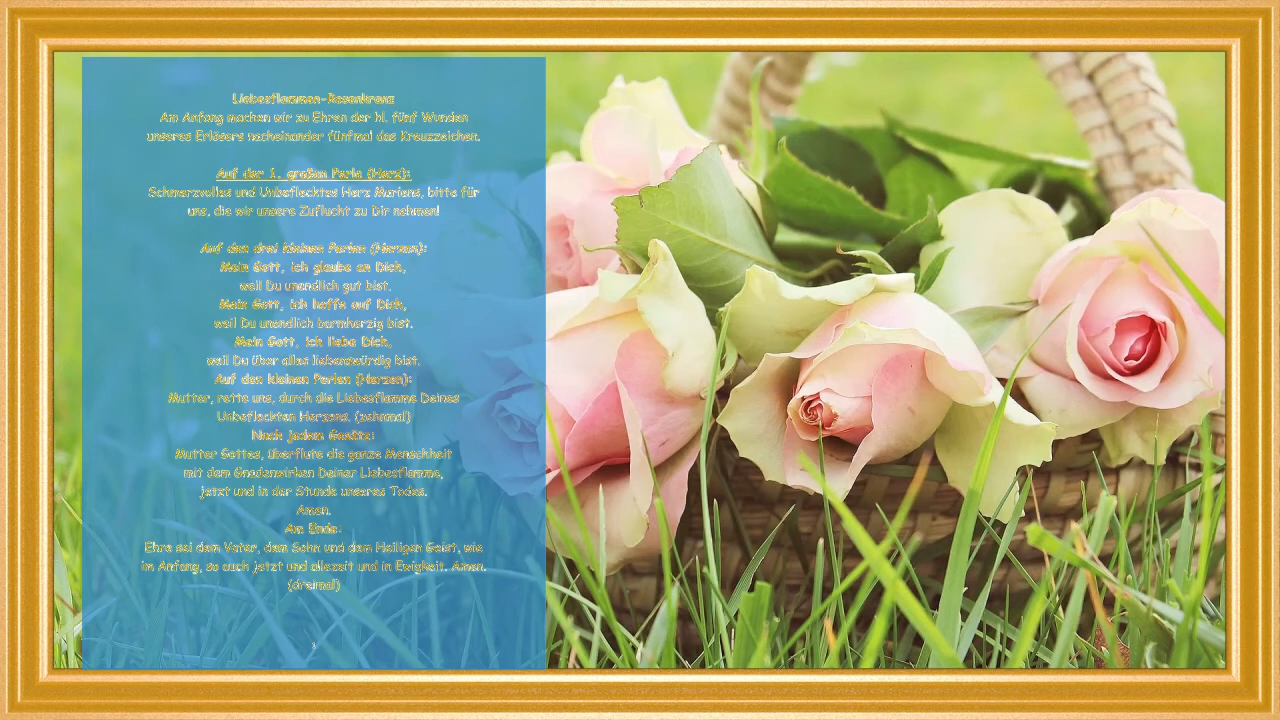 Liebesflammen-Rosenkranz
Am Anfang machen wir zu Ehren der hl. fünf Wunden
unseres Erlösers nacheinander fünfmal das Kreuzzeichen.
Auf der 1. großen Perle (Herz):
Schmerzvolles und Unbeflecktes Herz Mariens, bitte für
uns, die wir unsere Zuflucht zu Dir nehmen!
Auf den drei kleinen Perlen (Herzen):
Mein Gott, ich glaube an Dich,
weil Du unendlich gut bist.
Mein Gott, ich hoffe auf Dich,
weil Du unendlich barmherzig bist.
Mein Gott, ich liebe Dich,
weil Du über alles liebenswürdig bist.
Auf den kleinen Perlen (Herzen):
Mutter, rette uns, durch die Liebesflamme Deines
Unbefleckten Herzens. (zehnmal)
Nach jedem Gesätz:
Mutter Gottes, überflute die ganze Menschheit
mit dem Gnadenwirken Deiner Liebesflamme,
jetzt und in der Stunde unseres Todes.
Amen.
Am Ende:
Ehre sei dem Vater, dem Sohn und dem Heiligen Geist, wie
im Anfang, so auch jetzt und allezeit und in Ewigkeit. Amen.
(dreimal)